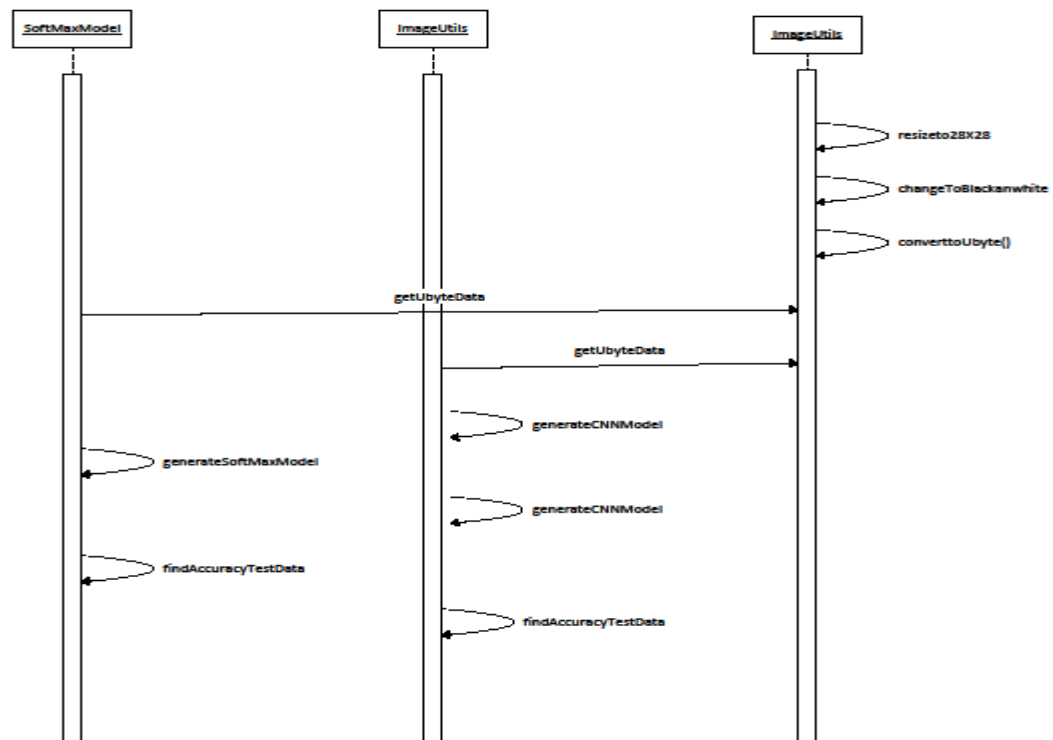 SoftMaxModel
ImageUtils
ImageUtils
resizeto28X28
changeToBlackanwhite
converttoUbyte()
getUbyteData
getUbyteData
generateCNNModel
generateSoftMaxModel
generateCNNModel
findAccuracyTestData
findAccuracyTestData